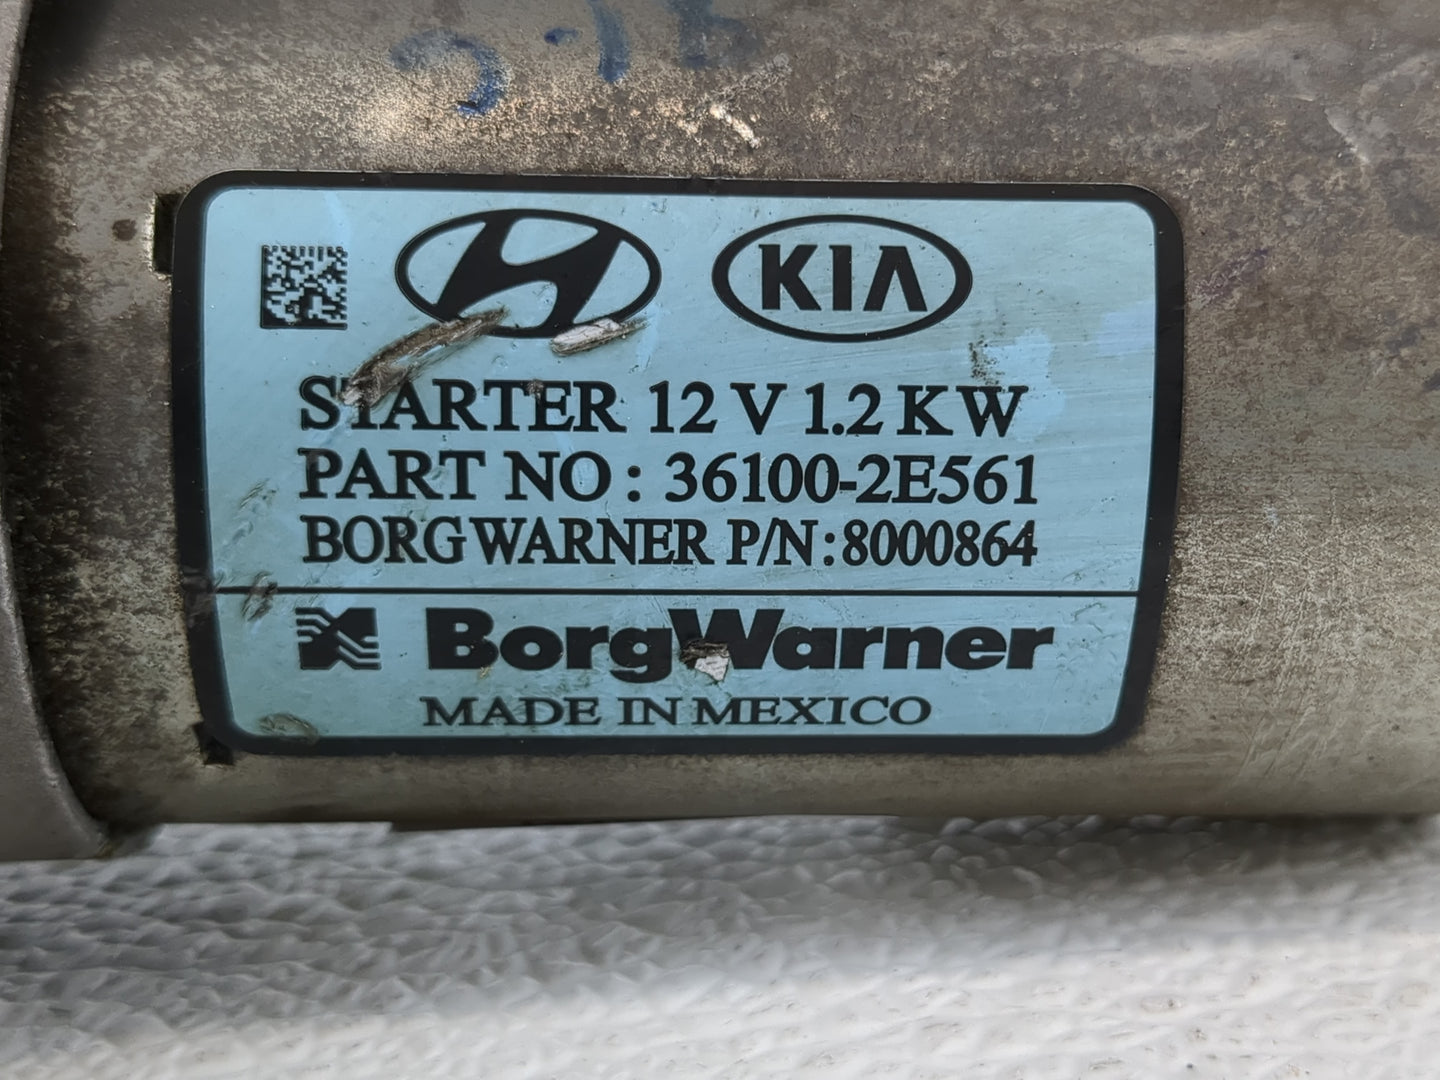 KIA
STARTER 12 V 1.2 KW
PART NO : 36100-2E561
BORG WARNER P/N: 8000864
BorgWarner
MADE IN MEXICO